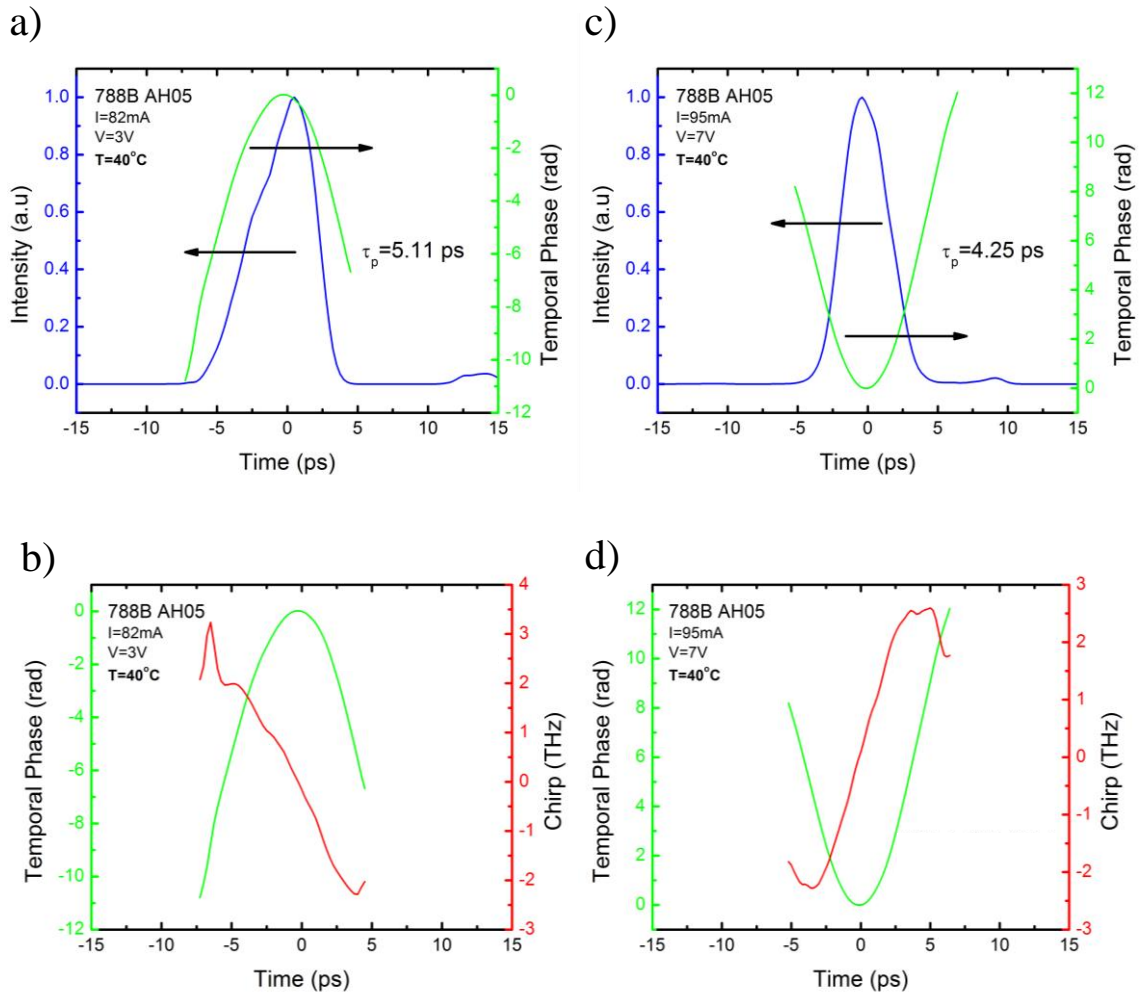 a)
788B AH05
I=82mA
V=3V
T=40°C
τp=5.11 ps
Intensity (a.u)
1.0
0.8
0.6
0.4
0.2
0.0
Temporal Phase (rad)
0
-2
-4
-6
-8
-10
-12
-15 -10 -5 0 5 10 15
Time (ps)
c)
788B AH05
I=95mA
V=7V
T=40°C
τp=4.25 ps
Intensity (a.u)
1.0
0.8
0.6
0.4
0.2
0.0
Temporal Phase (rad)
12
10
8
6
4
2
0
-15 -10 -5 0 5 10 15
Time (ps)
b)
788B AH05
I=82mA
V=3V
T=40°C
Temporal Phase (rad)
0
-2
-4
-6
-8
-10
-12
Chirp (THz)
4
3
2
1
0
-1
-2
-3
-15 -10 -5 0 5 10 15
Time (ps)
d)
788B AH05
I=95mA
V=7V
T=40°C
Temporal Phase (rad)
12
10
8
6
4
2
0
Chirp (THz)
3
2
1
0
-1
-2
-3
-15 -10 -5 0 5 10 15
Time (ps)